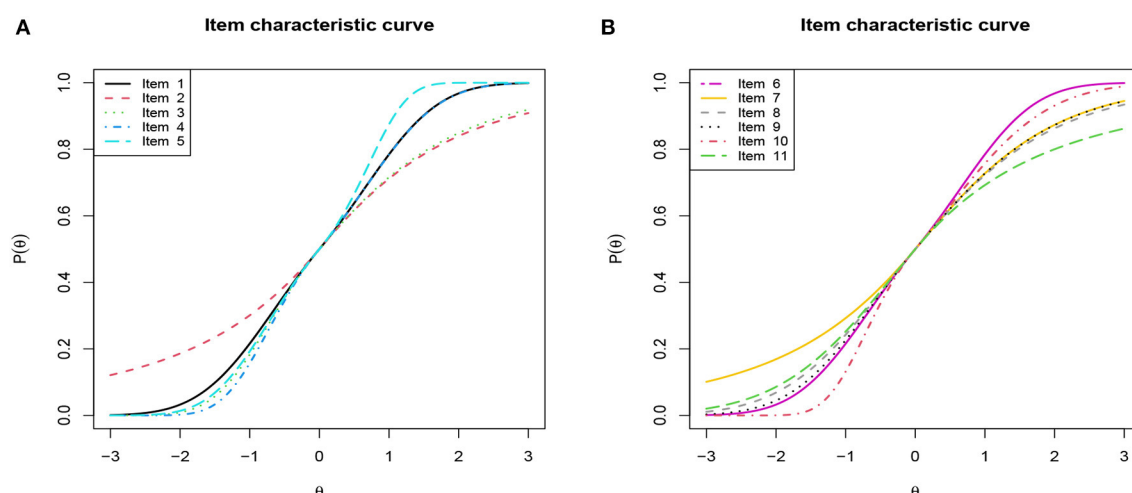 A
Item characteristic curve
P(θ)
1.0
0.8
0.6
0.4
0.2
0.0
Item 1
Item 2
Item 3
Item 4
Item 5
−3 −2 −1 0 1 2 3
θ
B
Item characteristic curve
P(θ)
1.0
0.8
0.6
0.4
0.2
0.0
Item 6
Item 7
Item 8
Item 9
Item 10
Item 11
−3 −2 −1 0 1 2 3
θ